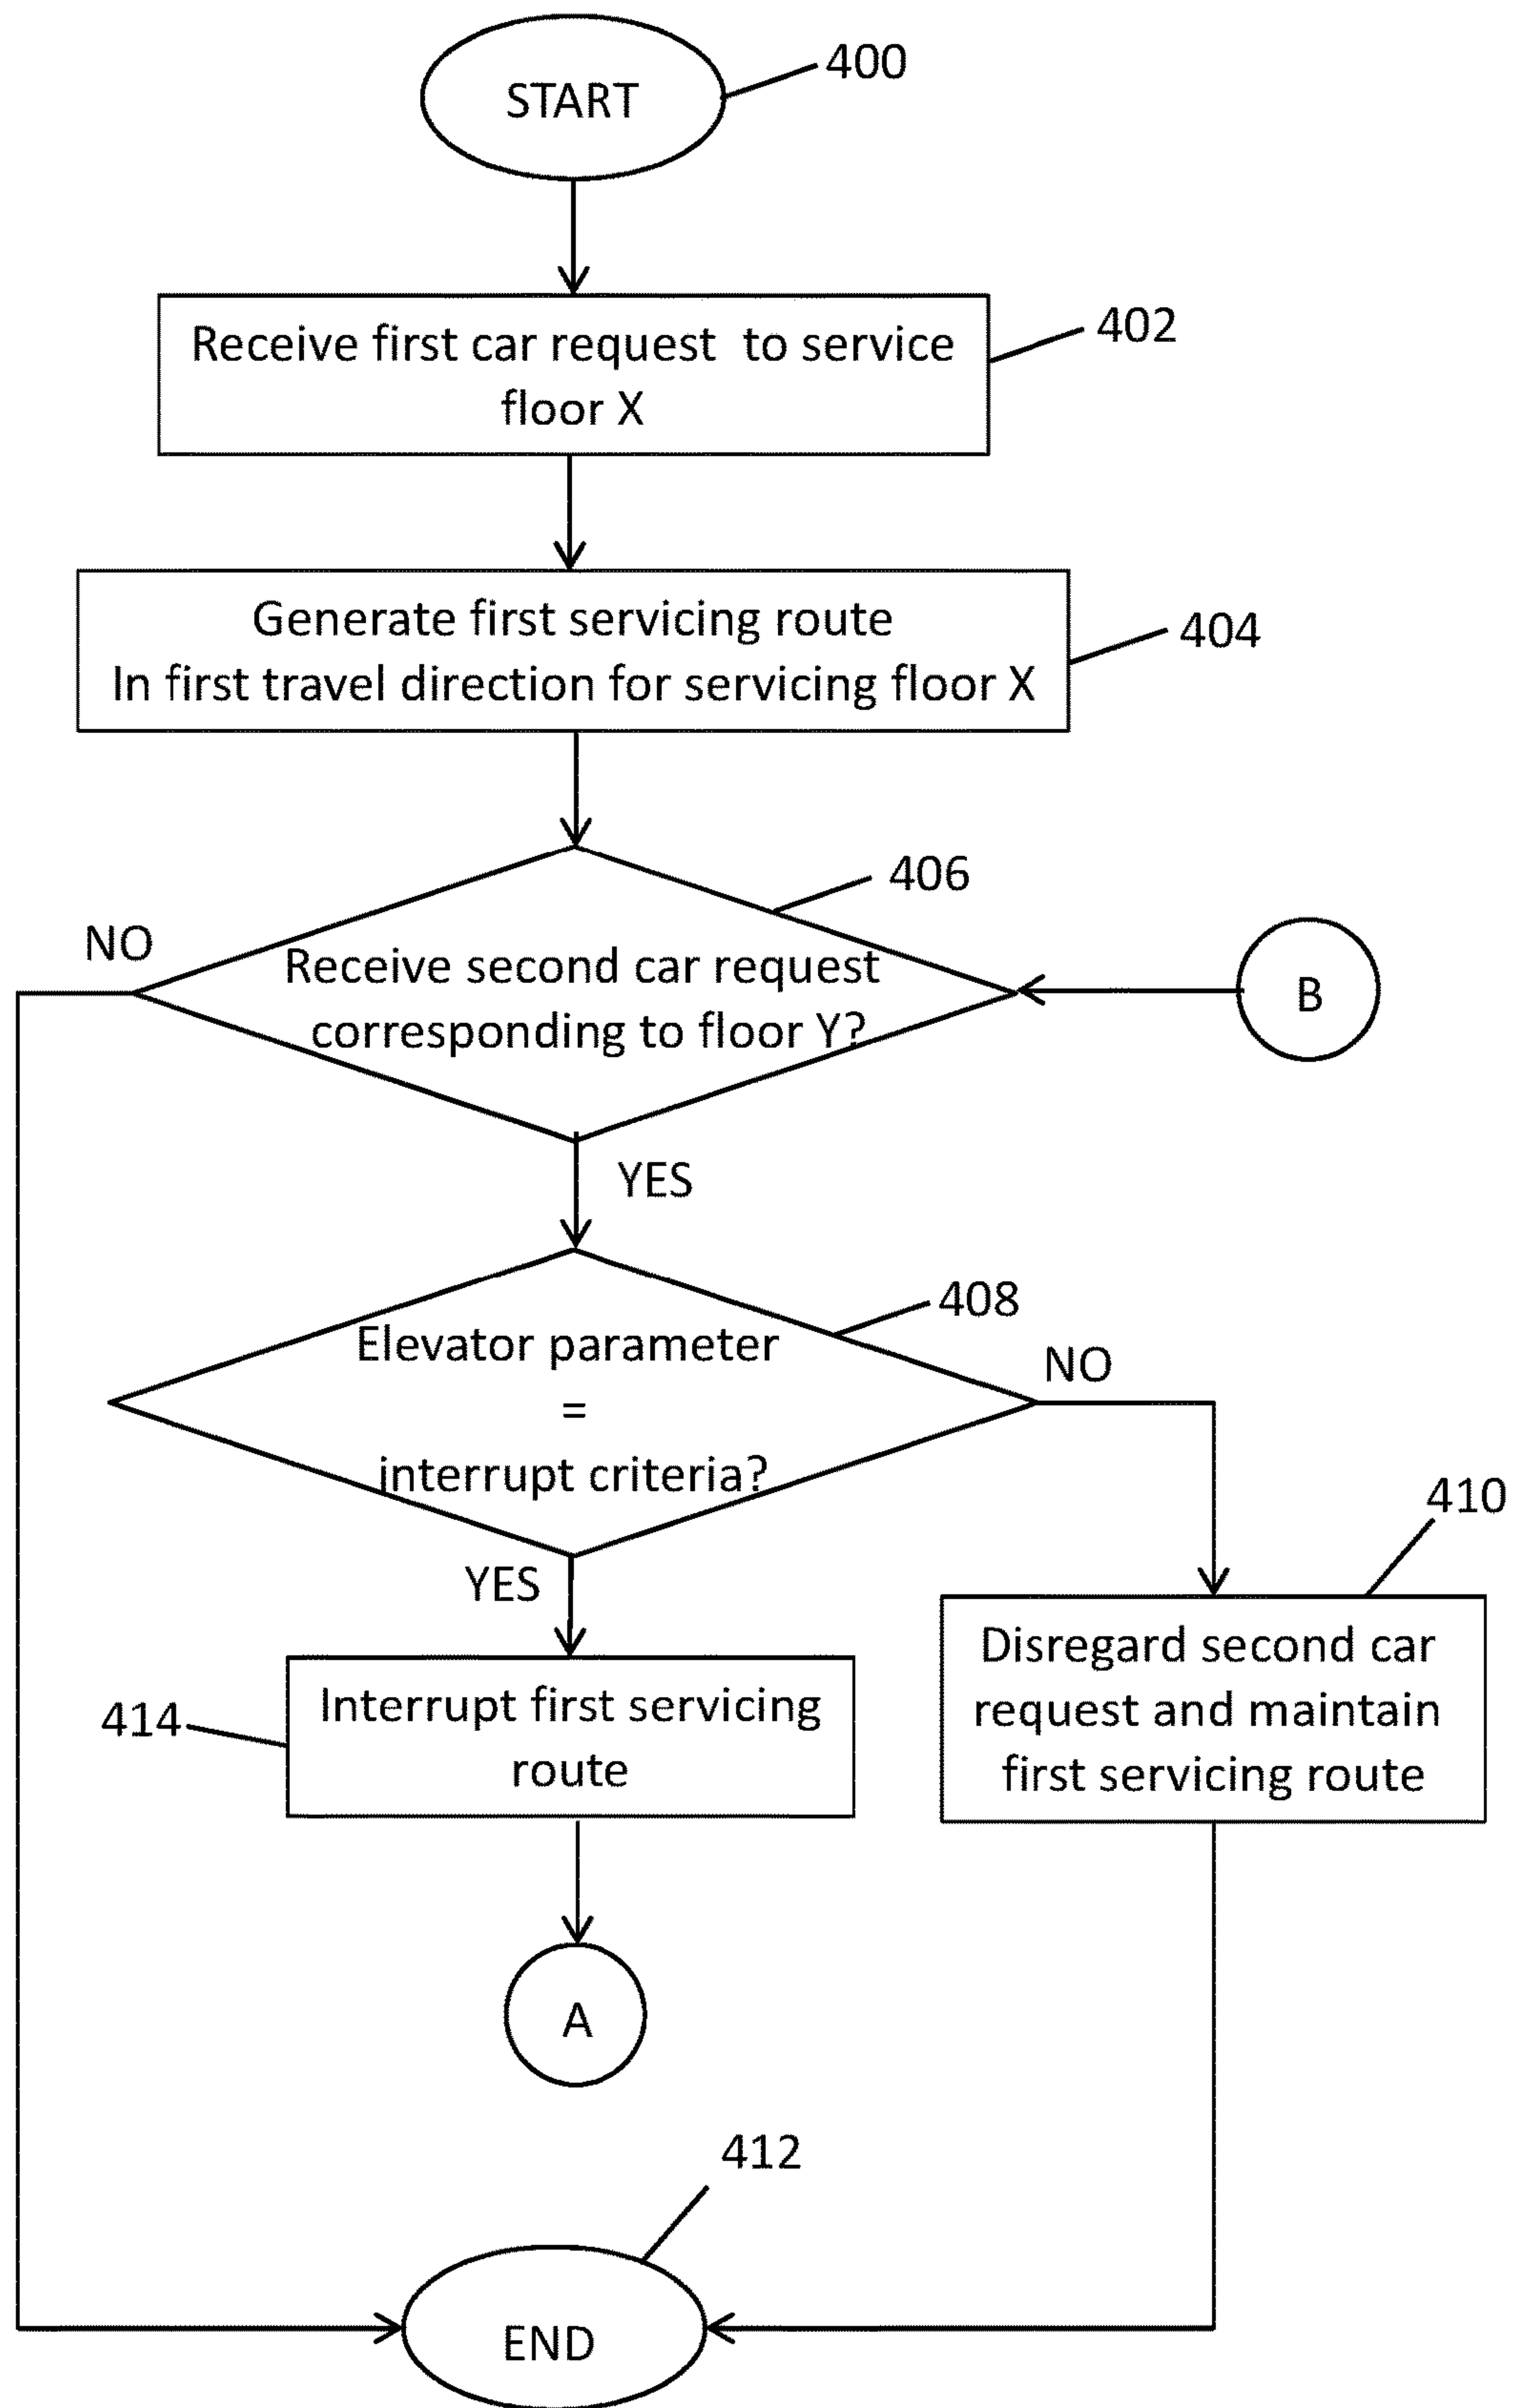 START
400
Receive first car request to service
floor X
402
Generate first servicing route
In first travel direction for servicing floor X
404
406
NO
Receive second car request
corresponding to floor Y?
B
YES
408
Elevator parameter
=
interrupt criteria?
NO
410
YES
Interrupt first servicing
route
414
Disregard second car
request and maintain
first servicing route
A
412
END